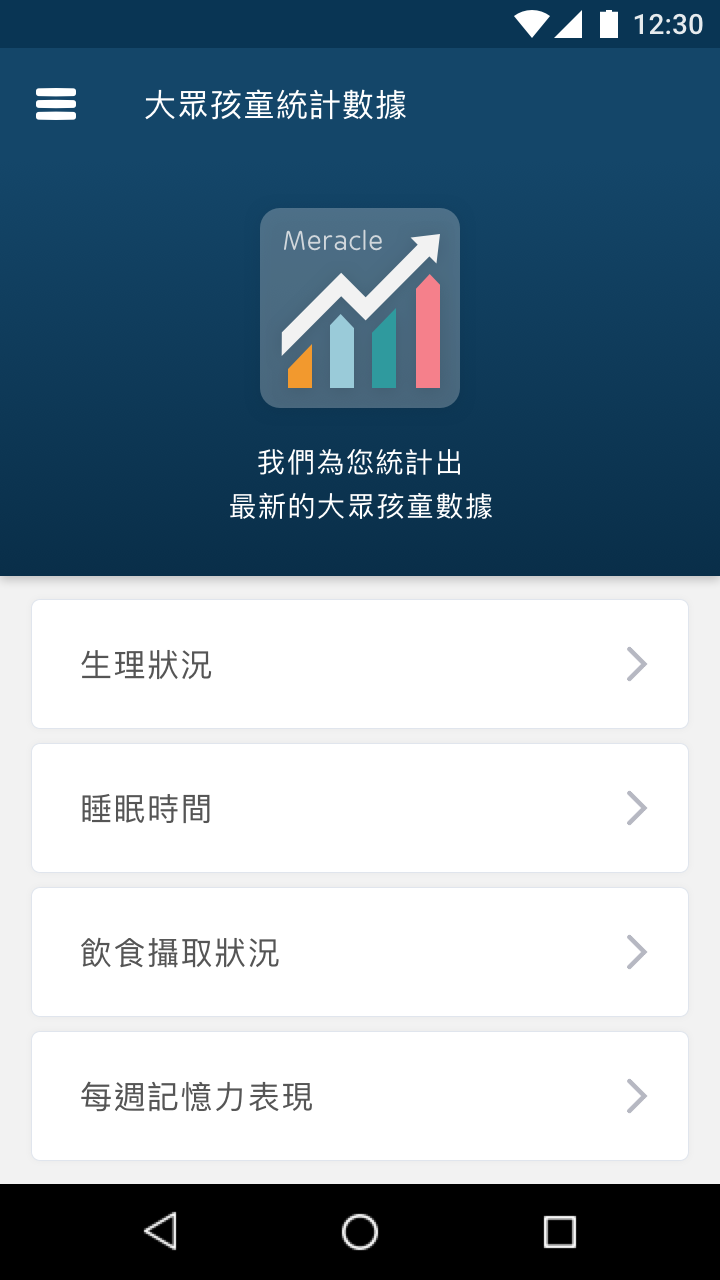 12:30
大眾孩童統計數據
Meracle
我們為您統計出
最新的大眾孩童數據
生理狀況
睡眠時間
飲食攝取狀況
每週記憶力表現